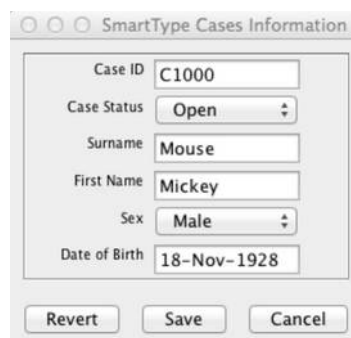 SmartType Cases Information
Case ID C1000
Case Status Open
Surname Mouse
First Name Mickey
Sex Male
Date of Birth 18-Nov-1928
Revert Save Cancel